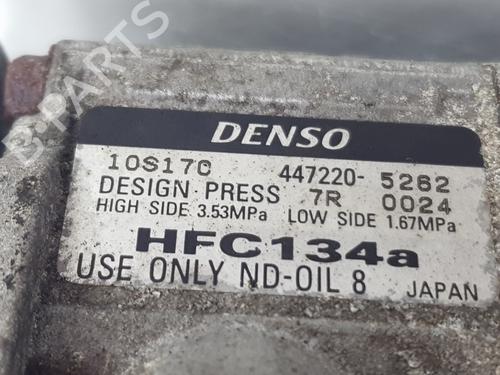 B-PARTS
DENSO
10S17C 447220-5262
DESIGN PRESS 7R 0024
HIGH SIDE 3.53MPa LOW SIDE 1.67MPa
HFC134a
USE ONLY ND-OIL 8 JAPAN